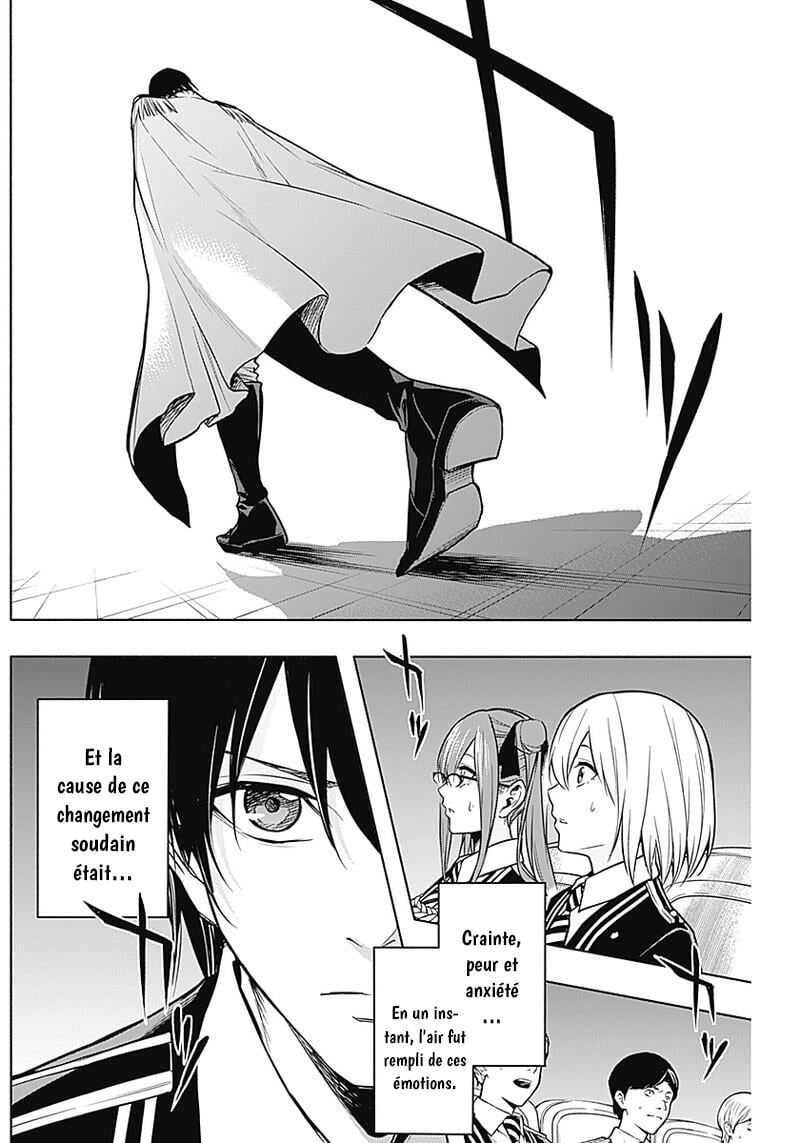 Crainte,
peur et
anxiété
...
En un ins-
tant, l'air fut
rempli de ces
émotions.
Et la
cause de ce
changement
soudain
était...